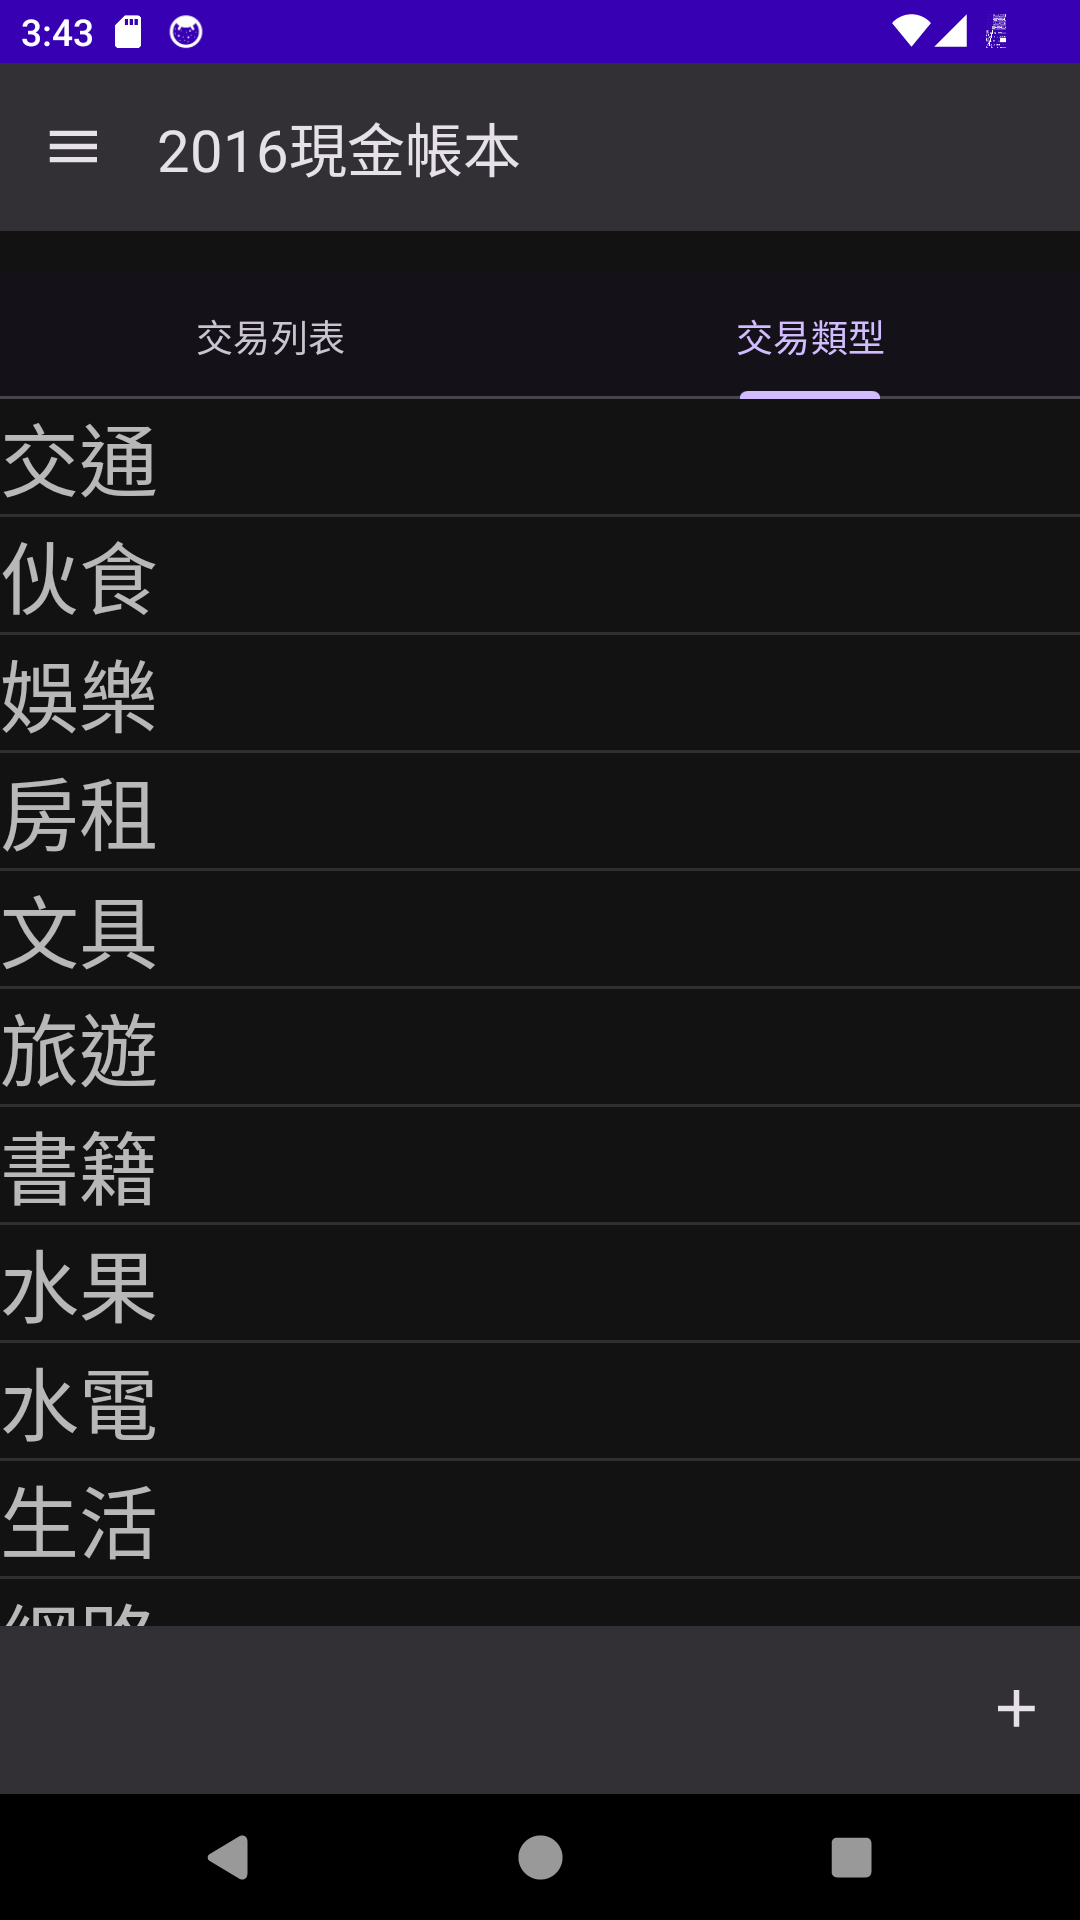 3:43
2016現金帳本
交易列表
交易類型
交通
伙食
娛樂
房租
文具
旅遊
書籍
水果
水電
生活
網路